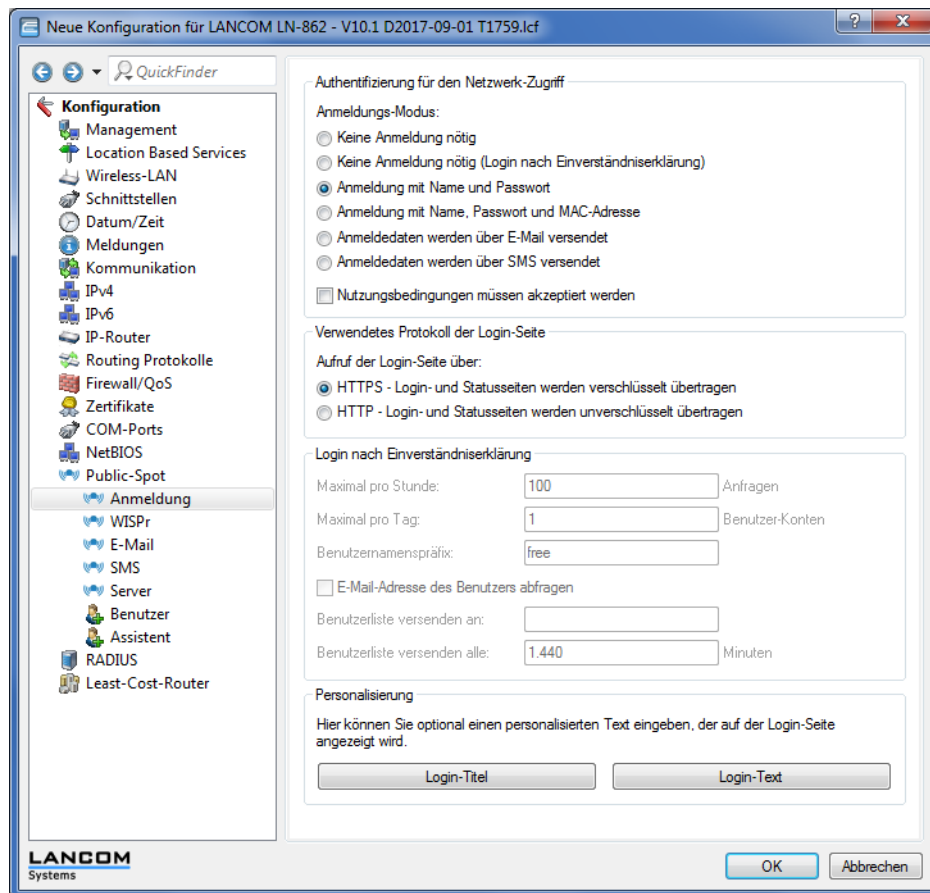 Neue Konfiguration für LANCOM LN-862 - V10.1 D2017-09-01 T1759.lcf
?
QuickFinder
Konfiguration
Management
Location Based Services
Wireless-LAN
Schnittstellen
Datum/Zeit
Meldungen
Kommunikation
IPv4
IPv6
IP-Router
Routing Protokolle
Firewall/QoS
Zertifikate
COM-Ports
NetBIOS
Public-Spot
Anmeldung
WISPr
E-Mail
SMS
Server
Benutzer
Assistent
RADIUS
Least-Cost-Router
Authentifizierung für den Netzwerk-Zugriff
Anmeldungs-Modus:
Keine Anmeldung nötig
Keine Anmeldung nötig (Login nach Einverständniserklärung)
Anmeldung mit Name und Passwort
Anmeldung mit Name, Passwort und MAC-Adresse
Anmeldedaten werden über E-Mail versendet
Anmeldedaten werden über SMS versendet
Nutzungsbedingungen müssen akzeptiert werden
Verwendetes Protokoll der Login-Seite
Aufruf der Login-Seite über:
HTTPS - Login- und Statusseiten werden verschlüsselt übertragen
HTTP - Login- und Statusseiten werden unverschlüsselt übertragen
Login nach Einverständniserklärung
Maximal pro Stunde: 100 Anfragen
Maximal pro Tag: 1 Benutzer-Konten
Benutzernamenspräfix: free
E-Mail-Adresse des Benutzers abfragen
Benutzerliste versenden an:
Benutzerliste versenden alle: 1.440 Minuten
Personalisierung
Hier können Sie optional einen personalisierten Text eingeben, der auf der Login-Seite
angezeigt wird.
Login-Titel Login-Text
LANCOM
Systems
OK Abbrechen